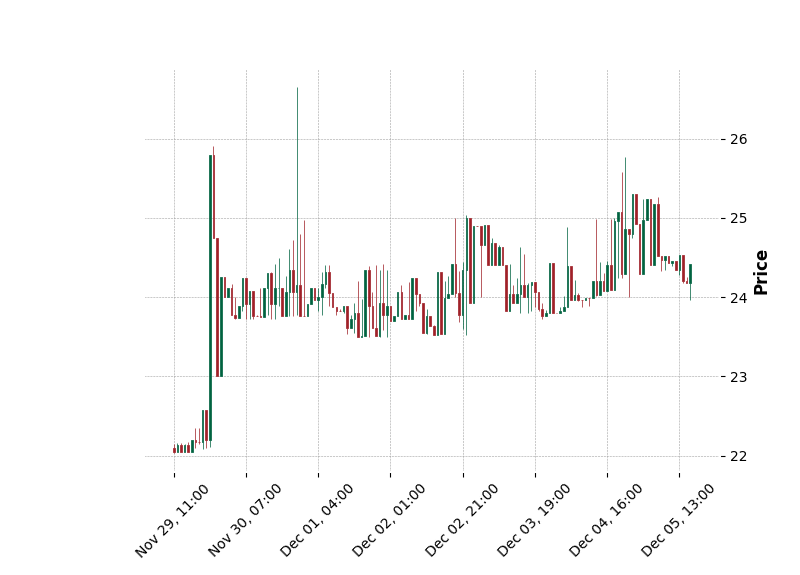 26
25
24
23
22
Price
Nov 29, 11:00
Nov 30, 07:00
Dec 01, 04:00
Dec 02, 01:00
Dec 02, 21:00
Dec 03, 19:00
Dec 04, 16:00
Dec 05, 13:00